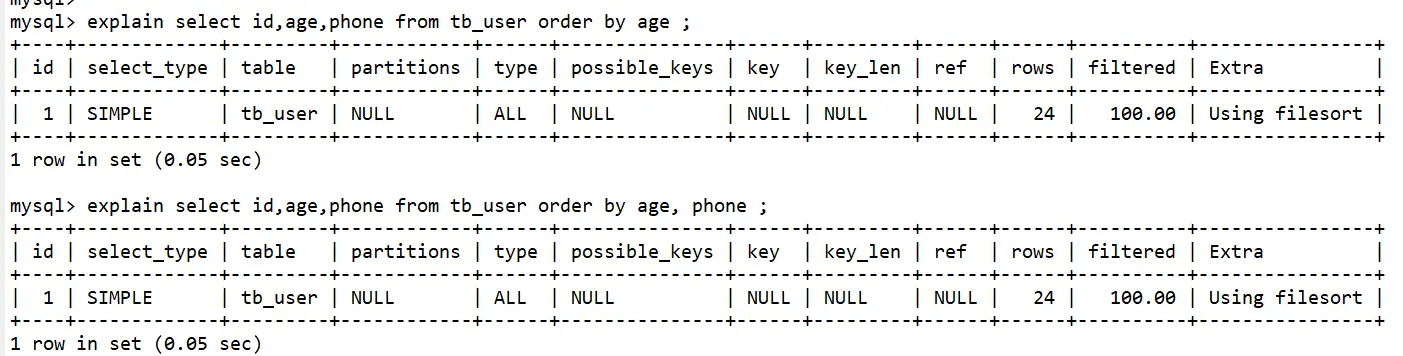 mysql> explain select id,age,phone from tb_user order by age ;
+----+-------------+---------+------------+------+---------------+------+---------+------+------+----------+----------------+
| id | select_type | table   | partitions | type | possible_keys | key  | key_len | ref  | rows | filtered | Extra          |
+----+-------------+---------+------------+------+---------------+------+---------+------+------+----------+----------------+
|  1 | SIMPLE      | tb_user | NULL       | ALL  | NULL          | NULL | NULL    | NULL |   24 |   100.00 | Using filesort |
+----+-------------+---------+------------+------+---------------+------+---------+------+------+----------+----------------+
1 row in set (0.05 sec)
mysql> explain select id,age,phone from tb_user order by age, phone ;
+----+-------------+---------+------------+------+---------------+------+---------+------+------+----------+----------------+
| id | select_type | table   | partitions | type | possible_keys | key  | key_len | ref  | rows | filtered | Extra          |
+----+-------------+---------+------------+------+---------------+------+---------+------+------+----------+----------------+
|  1 | SIMPLE      | tb_user | NULL       | ALL  | NULL          | NULL | NULL    | NULL |   24 |   100.00 | Using filesort |
+----+-------------+---------+------------+------+---------------+------+---------+------+------+----------+----------------+
1 row in set (0.05 sec)